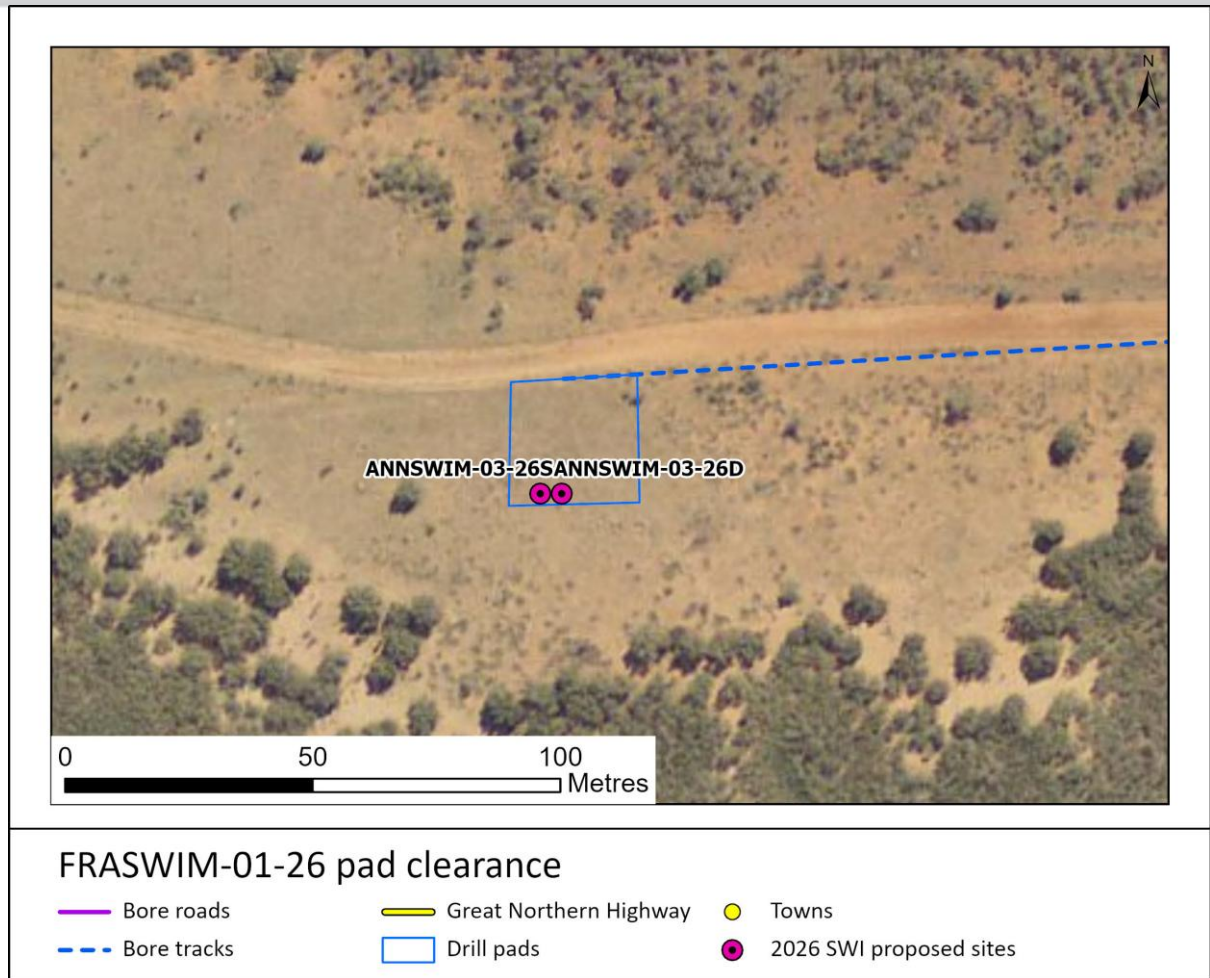 N
ANNSWIM-03-26SANNSWIM-03-26D
0 50 100
Metres
FRASWIM-01-26 pad clearance
Bore roads Great Northern Highway Towns
Bore tracks Drill pads 2026 SWI proposed sites